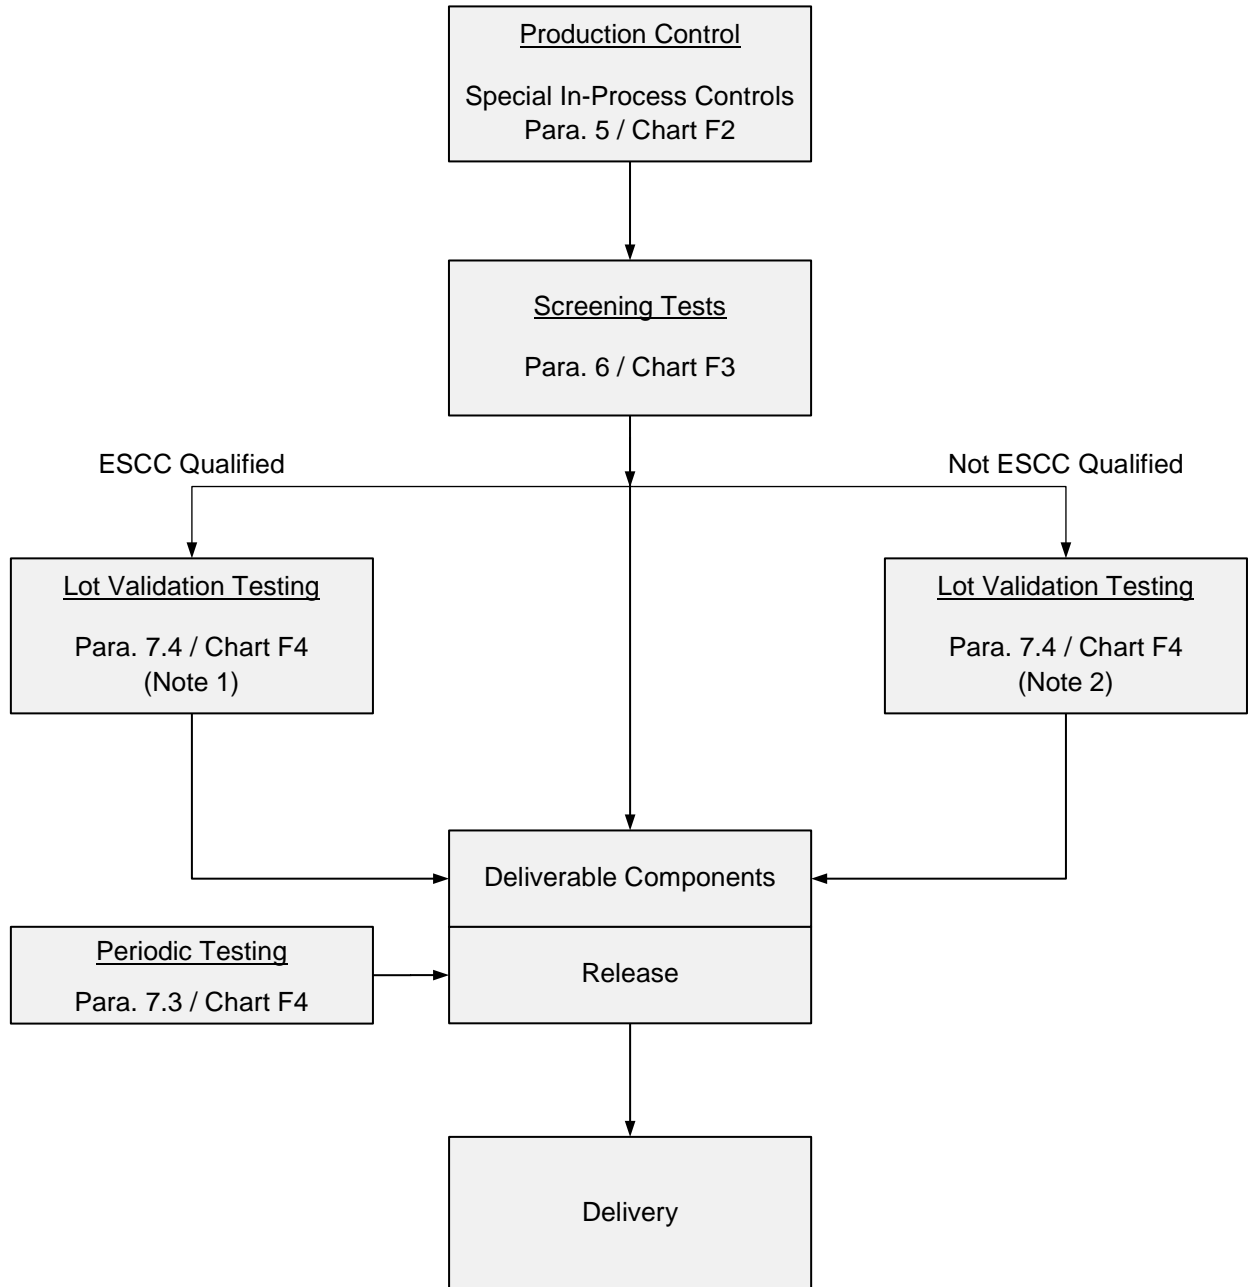 Production Control
Special In-Process Controls
Para. 5 / Chart F2
Screening Tests
Para. 6 / Chart F3
ESCC Qualified
Not ESCC Qualified
Lot Validation Testing
Para. 7.4 / Chart F4
(Note 1)
Lot Validation Testing
Para. 7.4 / Chart F4
(Note 2)
Deliverable Components
Periodic Testing
Para. 7.3 / Chart F4
Release
Delivery